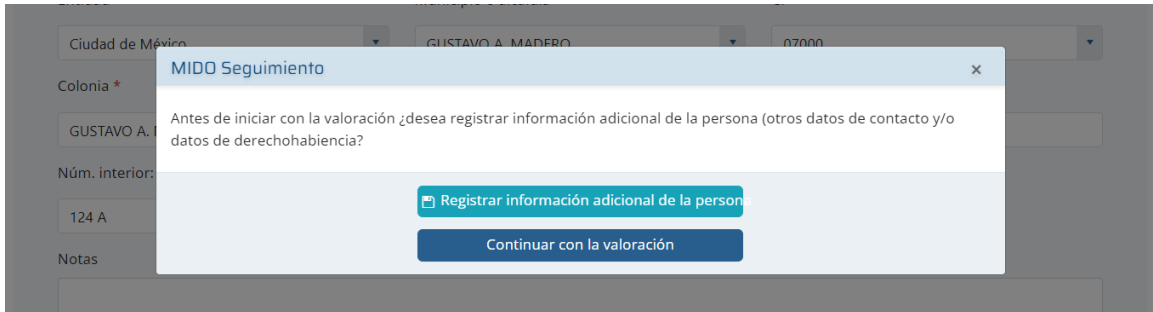 Ciudad de México
GUSTAVO A. MADERO
07000
MIDO Seguimiento
×
Colonia *
Antes de iniciar con la valoración ¿desea registrar información adicional de la persona (otros datos de contacto y/o
datos de derechohabiencia?
GUSTAVO A.
Núm. interior:
Registrar información adicional de la persona
124 A
Continuar con la valoración
Notas